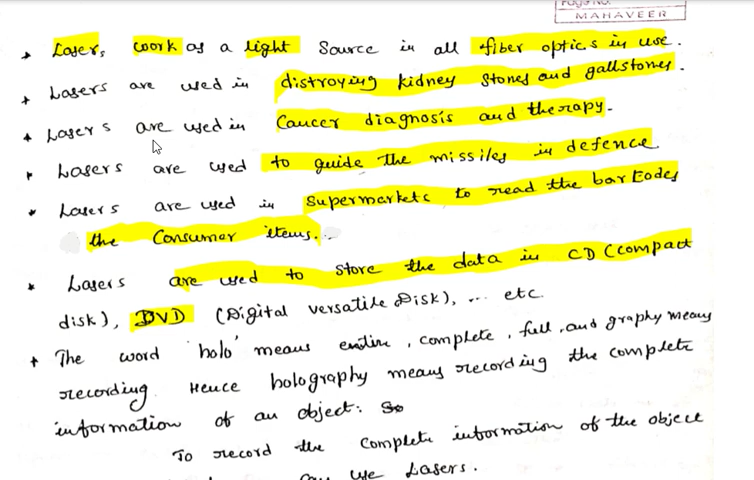 MAHAVEER
* Laser, work as a light source in all fiber optics in use.
* Lasers are used in distroying kidney stones and gallstones.
* Lasers are used in Cancer diagnosis and therapy.
* Lasers are used to guide the missiles in defence
* Lasers are used in supermarkets to read the bar codes
the Consumer items...
* Lasers are used to store the data in CD (compact
disk), DVD (Digital versatile Disk), ... etc.
* The word 'holo' means entire, complete, full, and graphy means
recording. Hence holography means recording the complete
information of an object: So
To record the complete information of the object
use Lasers.